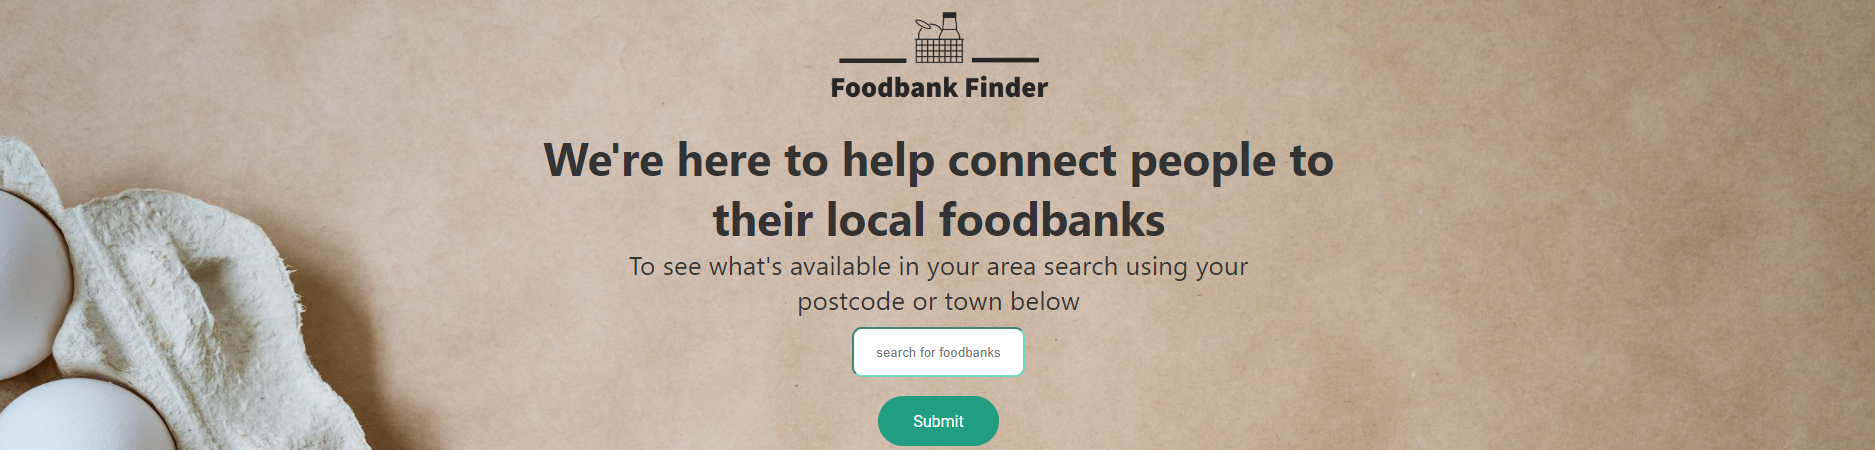 Foodbank Finder
We're here to help connect people to
their local foodbanks
To see what's available in your area search using your
postcode or town below
search for foodbanks
Submit